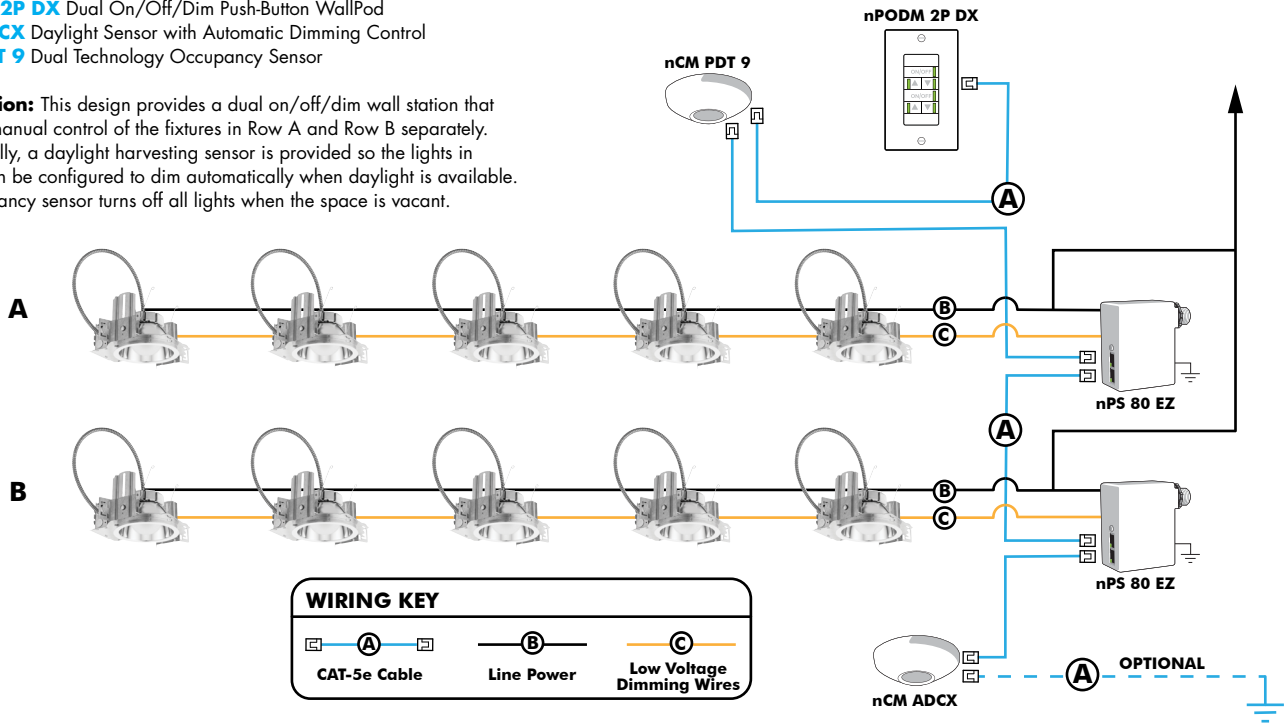 2P DX Dual On/Off/Dim Push-Button WallPod
CX Daylight Sensor with Automatic Dimming Control
T 9 Dual Technology Occupancy Sensor
ion: This design provides a dual on/off/dim wall station that
manual control of the fixtures in Row A and Row B separately.
lly, a daylight harvesting sensor is provided so the lights in
n be configured to dim automatically when daylight is available.
ancy sensor turns off all lights when the space is vacant.
nPODM 2P DX
nCM PDT 9
ON/OFF
ON/OFF
A
A
B
C
nPS 80 EZ
A
B
B
C
nPS 80 EZ
WIRING KEY
A
B
C
CAT-5e Cable
Line Power
Low Voltage
Dimming Wires
nCM ADCX
A
OPTIONAL